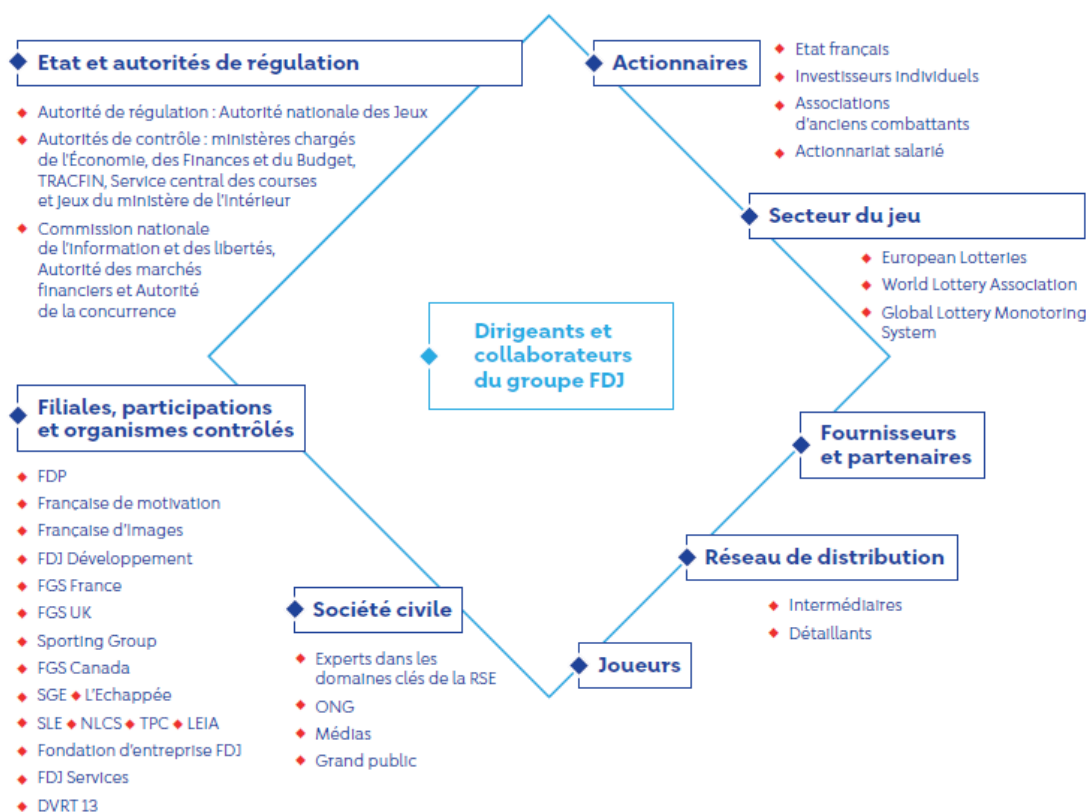 Etat et autorités de régulation
Autorité de régulation : Autorité nationale des Jeux
Autorités de contrôle : ministères chargés
de l'Économie, des Finances et du Budget,
TRACFIN, Service central des courses
et jeux du ministère de l'Intérieur
Commission nationale
de l'information et des libertés,
Autorité des marchés
financiers et Autorité
de la concurrence
Actionnaires
Etat français
Investisseurs individuels
Associations
d'anciens combattants
Actionnariat salarié
Secteur du jeu
European Lotteries
World Lottery Association
Global Lottery Monotoring
System
Dirigeants et
collaborateurs
du groupe FDJ
Filiales, participations
et organismes contrôlés
FDP
Française de motivation
Française d'Images
FDJ Développement
FGS France
FGS UK
Sporting Group
FGS Canada
SGE ◆ L'Echappée
SLE ◆ NLCS ◆ TPC ◆ LEIA
Fondation d'entreprise FDJ
FDJ Services
DVRT 13
Société civile
Experts dans les
domaines clés de la RSE
ONG
Médias
Grand public
Fournisseurs
et partenaires
Réseau de distribution
Intermédiaires
Détaillants
Joueurs